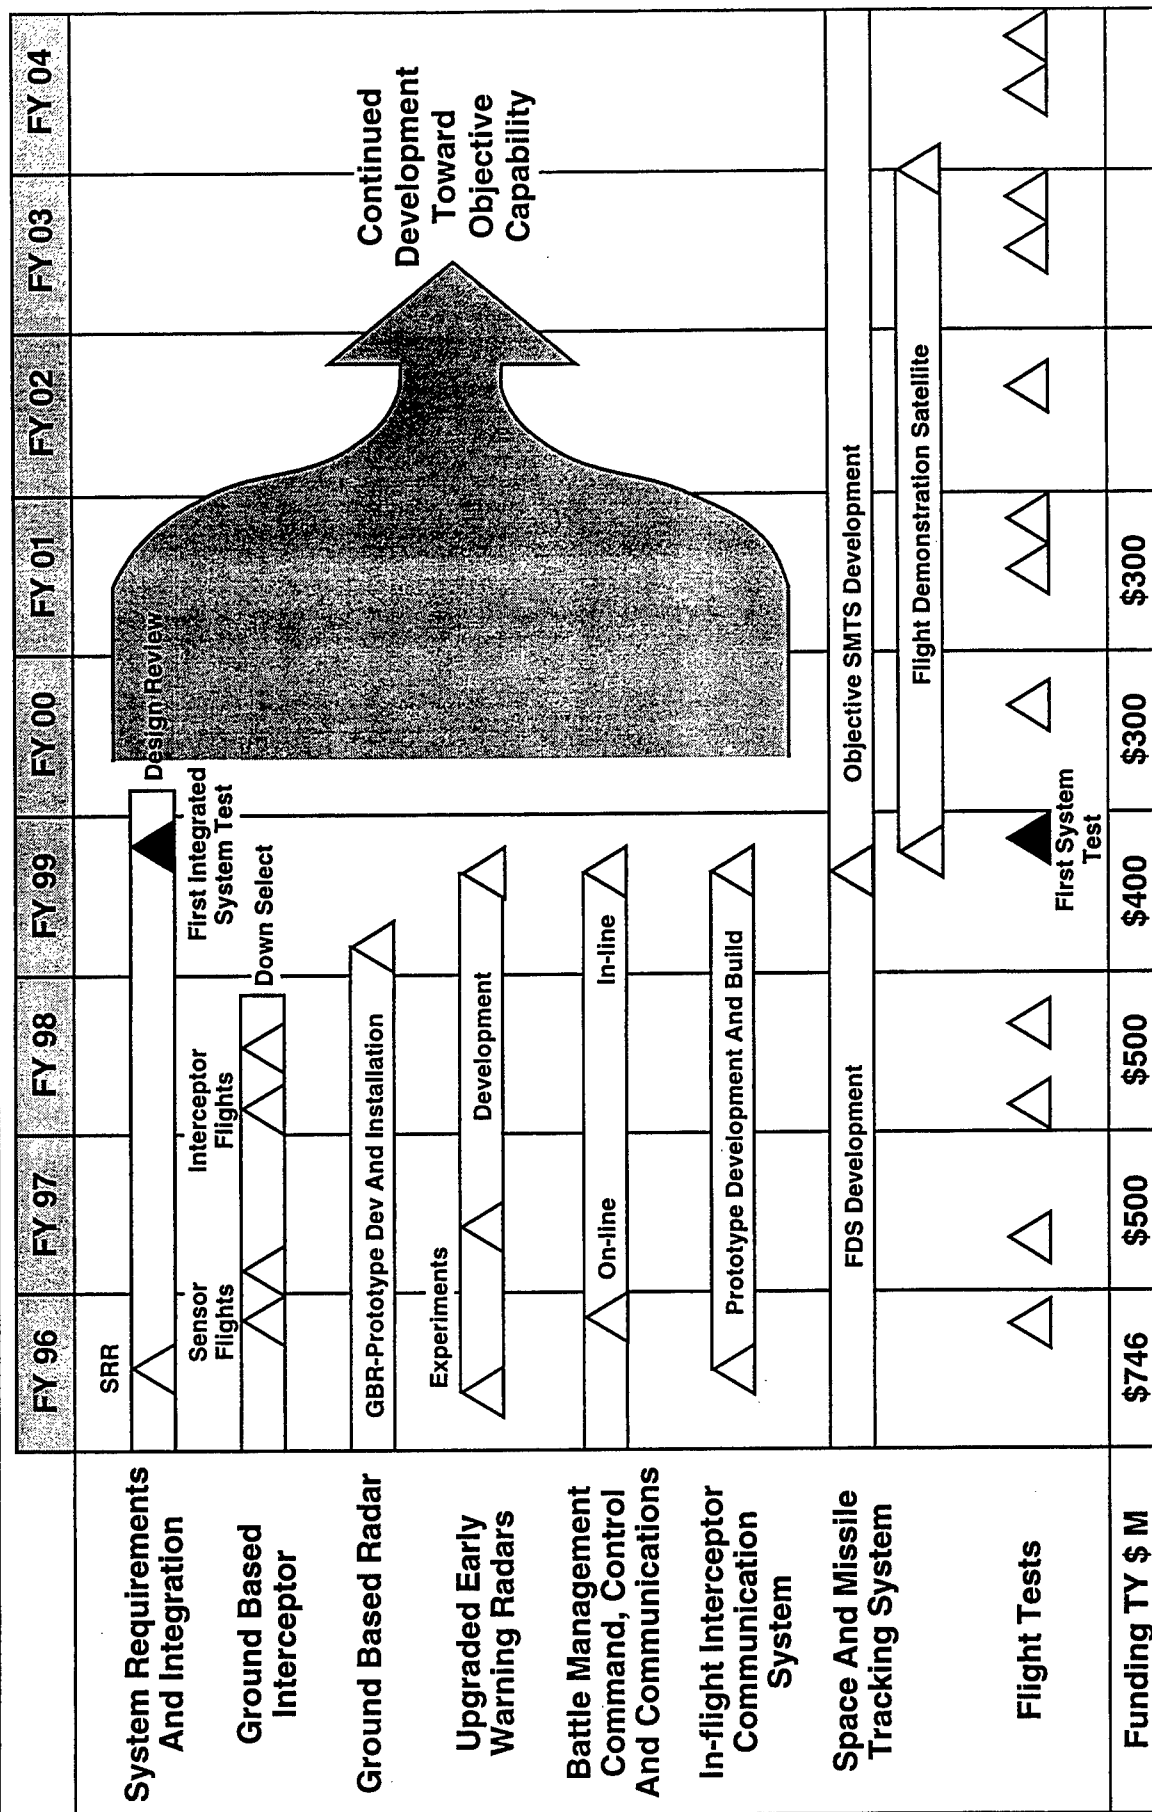 FY 96
FY 97
FY 98
FY 99
FY 00
FY 01
FY 02
FY 03
FY 04
System Requirements
And Integration
SRR
First Integrated
System Test
Design Review
Ground Based
Interceptor
Sensor
Flights
Interceptor
Flights
Down Select
Ground Based Radar
GBR-Prototype Dev And Installation
Upgraded Early
Warning Radars
Experiments
Development
Battle Management
Command, Control
And Communications
On-line
In-line
In-flight Interceptor
Communication
System
Prototype Development And Build
Continued
Development
Toward
Objective
Capability
Space And Missile
Tracking System
FDS Development
Objective SMTS Development
Flight Demonstration Satellite
Flight Tests
First System
Test
Funding TY $ M
$746
$500
$500
$400
$300
$300